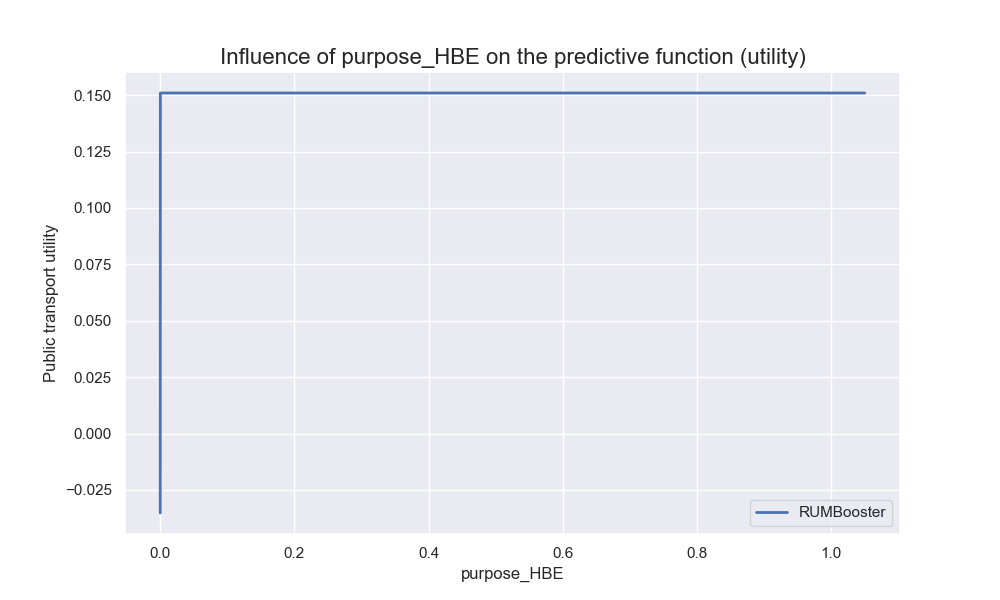 Influence of purpose_HBE on the predictive function (utility)
0.150
0.125
0.100
0.075
0.050
0.025
0.000
−0.025
Public transport utility
RUMBooster
0.0 0.2 0.4 0.6 0.8 1.0
purpose_HBE